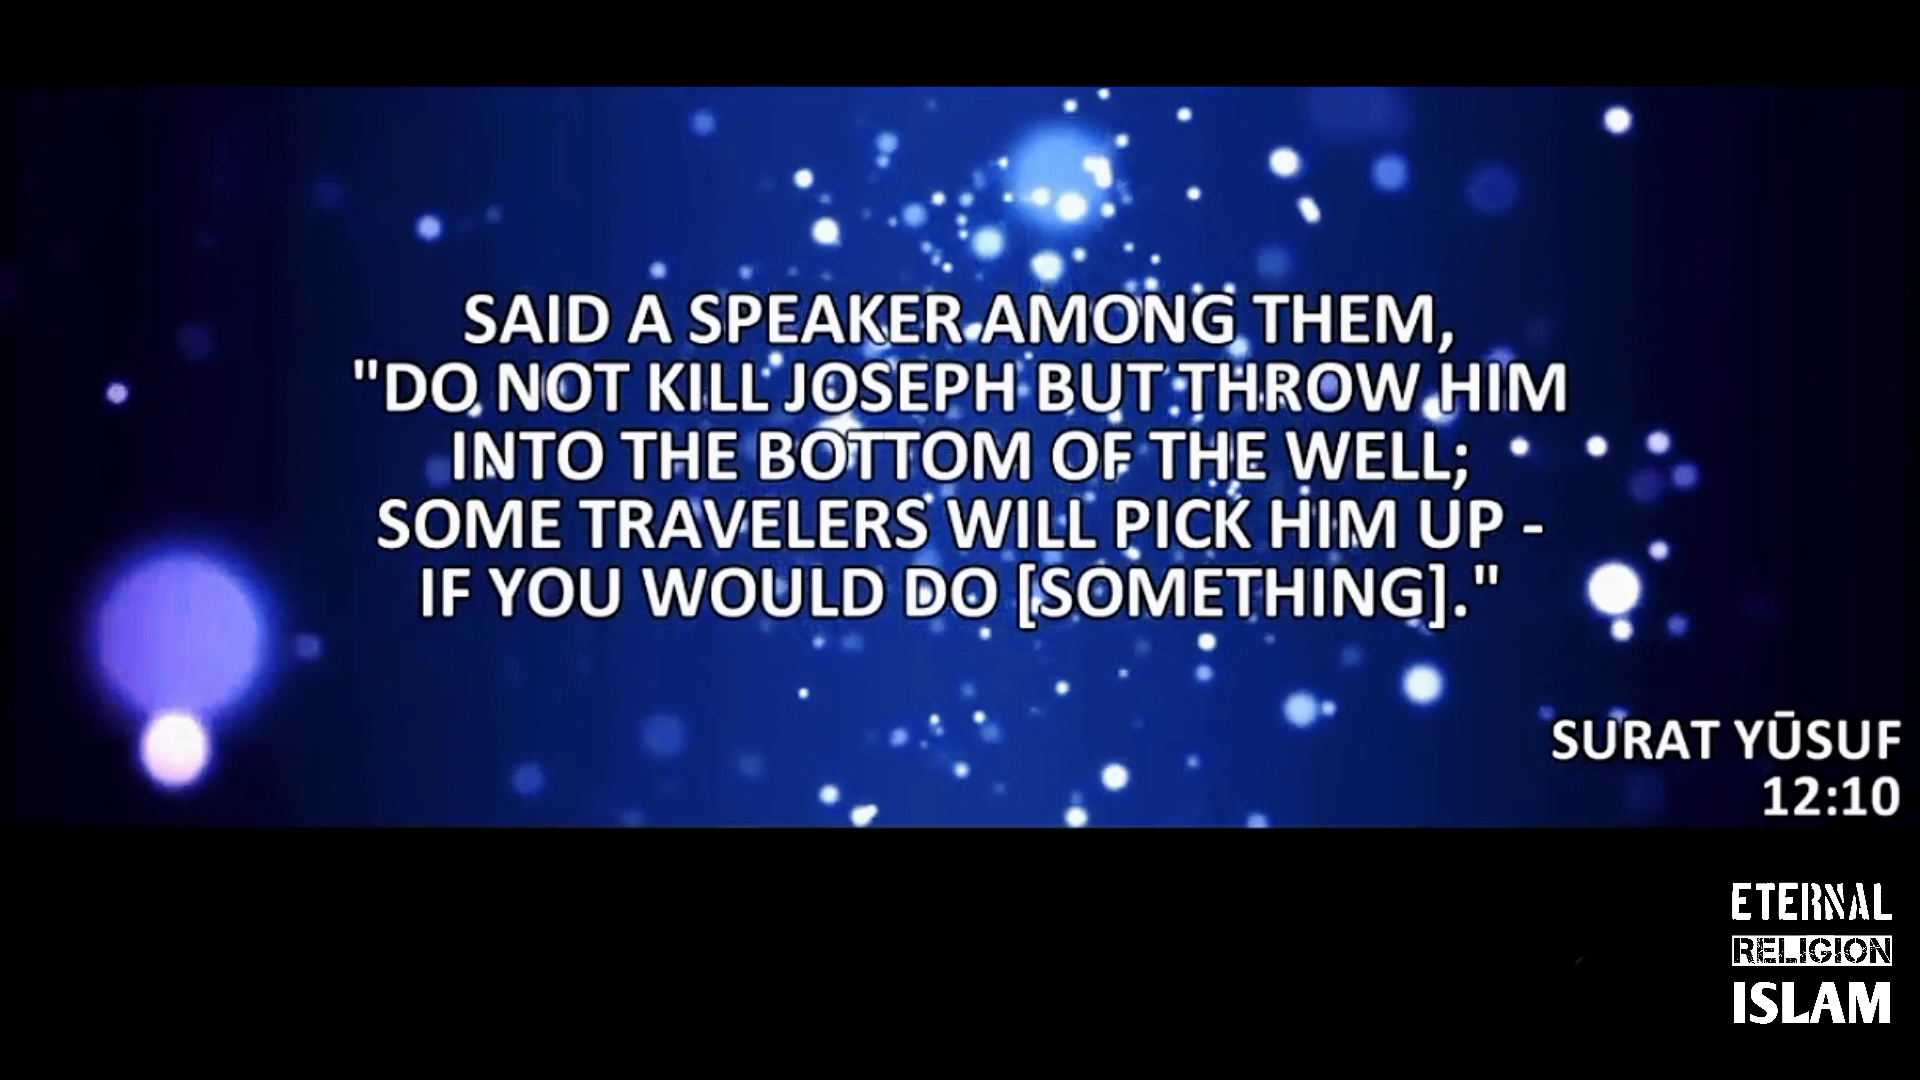 SAID A SPEAKER AMONG THEM,
"DO NOT KILL JOSEPH BUT THROW HIM
INTO THE BOTTOM OF THE WELL;
SOME TRAVELERS WILL PICK HIM UP -
IF YOU WOULD DO [SOMETHING]."
SURAT YŪSUF
12:10
ETERNAL
RELIGION
ISLAM